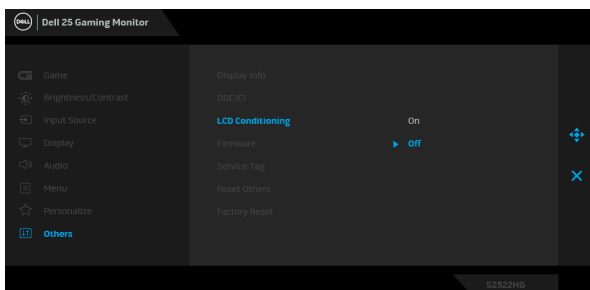 DELL
Dell 25 Gaming Monitor
Game
Brightness/Contrast
Input Source
Display
Audio
Menu
Personalize
Others
Display Info
DDC/CI
LCD Conditioning
On
Firmware
Off
Service Tag
Reset Others
Factory Reset
S2522HG